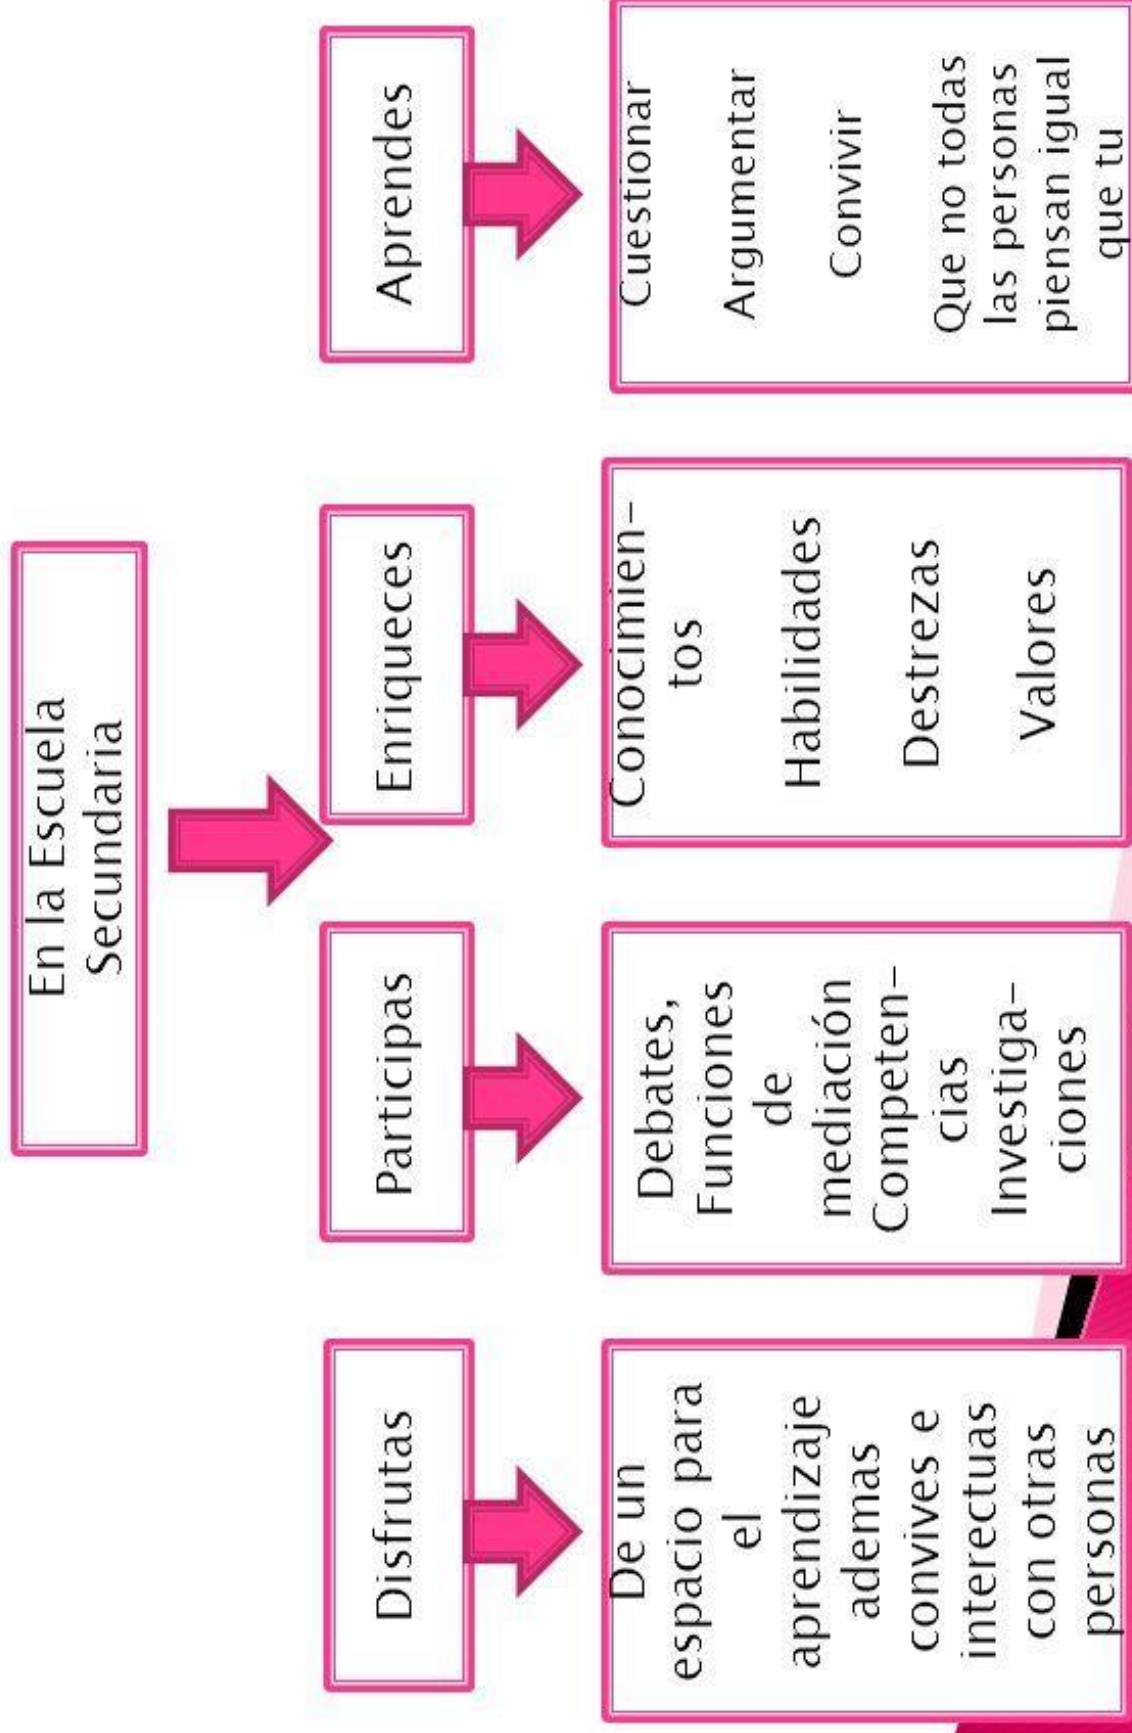 En la Escuela
Secundaria
Disfrutas
Participas
Enriqueces
Aprendes
De un
espacio para
el
aprendizaje
ademas
convives e
interectuas
con otras
personas
Debates,
Funciones
de
mediación
Competen-
cias
Investiga-
ciones
Conocimien-
tos
Habilidades
Destrezas
Valores
Cuestionar
Argumentar
Convivir
Que no todas
las personas
piensan igual
que tu